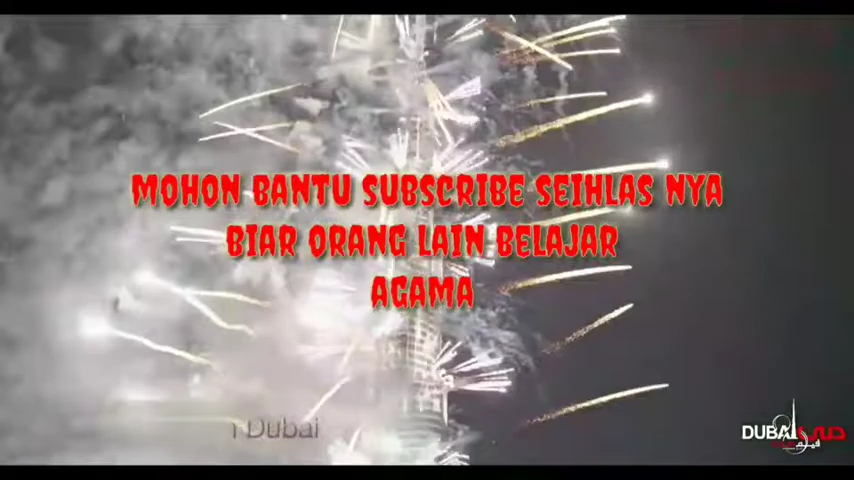 MOHON BANTU SUBSCRIBE SEIHLAS NYA
BIAR ORANG LAIN BELAJAR
AGAMA
Dubai
DUBAI